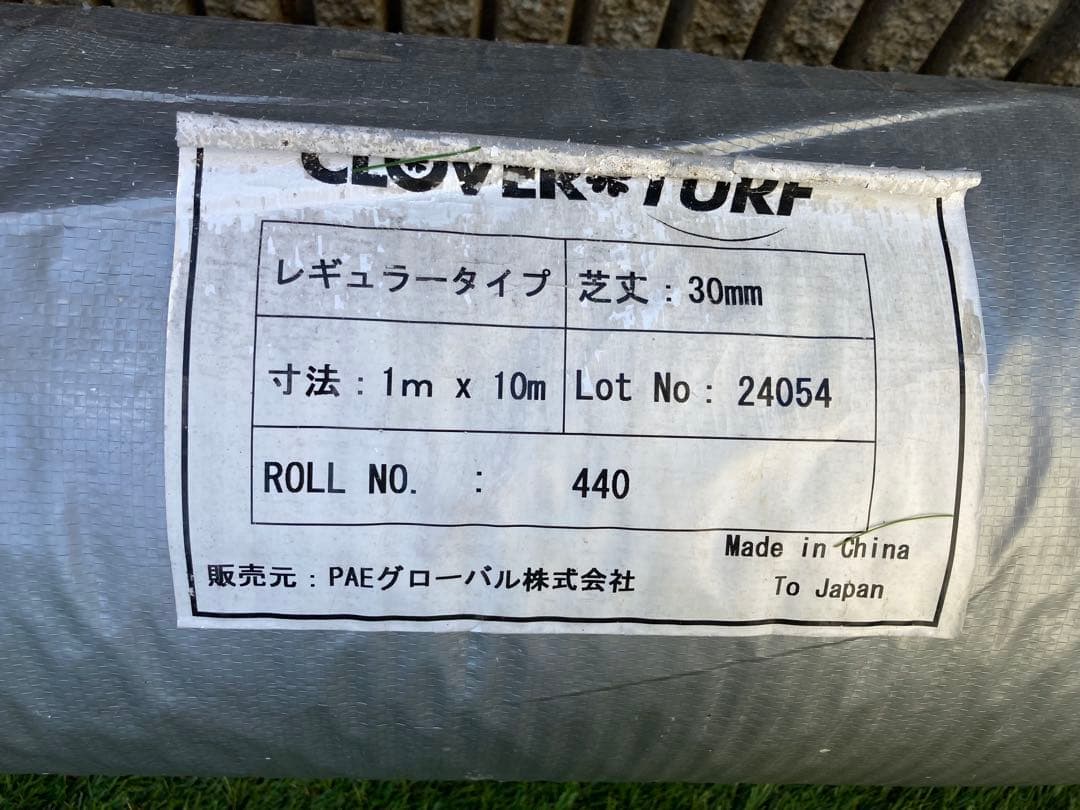 CLOVER TURF
レギュラータイプ 芝丈：30mm
寸法：1m x 10m Lot No: 24054
ROLL NO. : 440
Made in China
販売元：PAEグローバル株式会社 To Japan